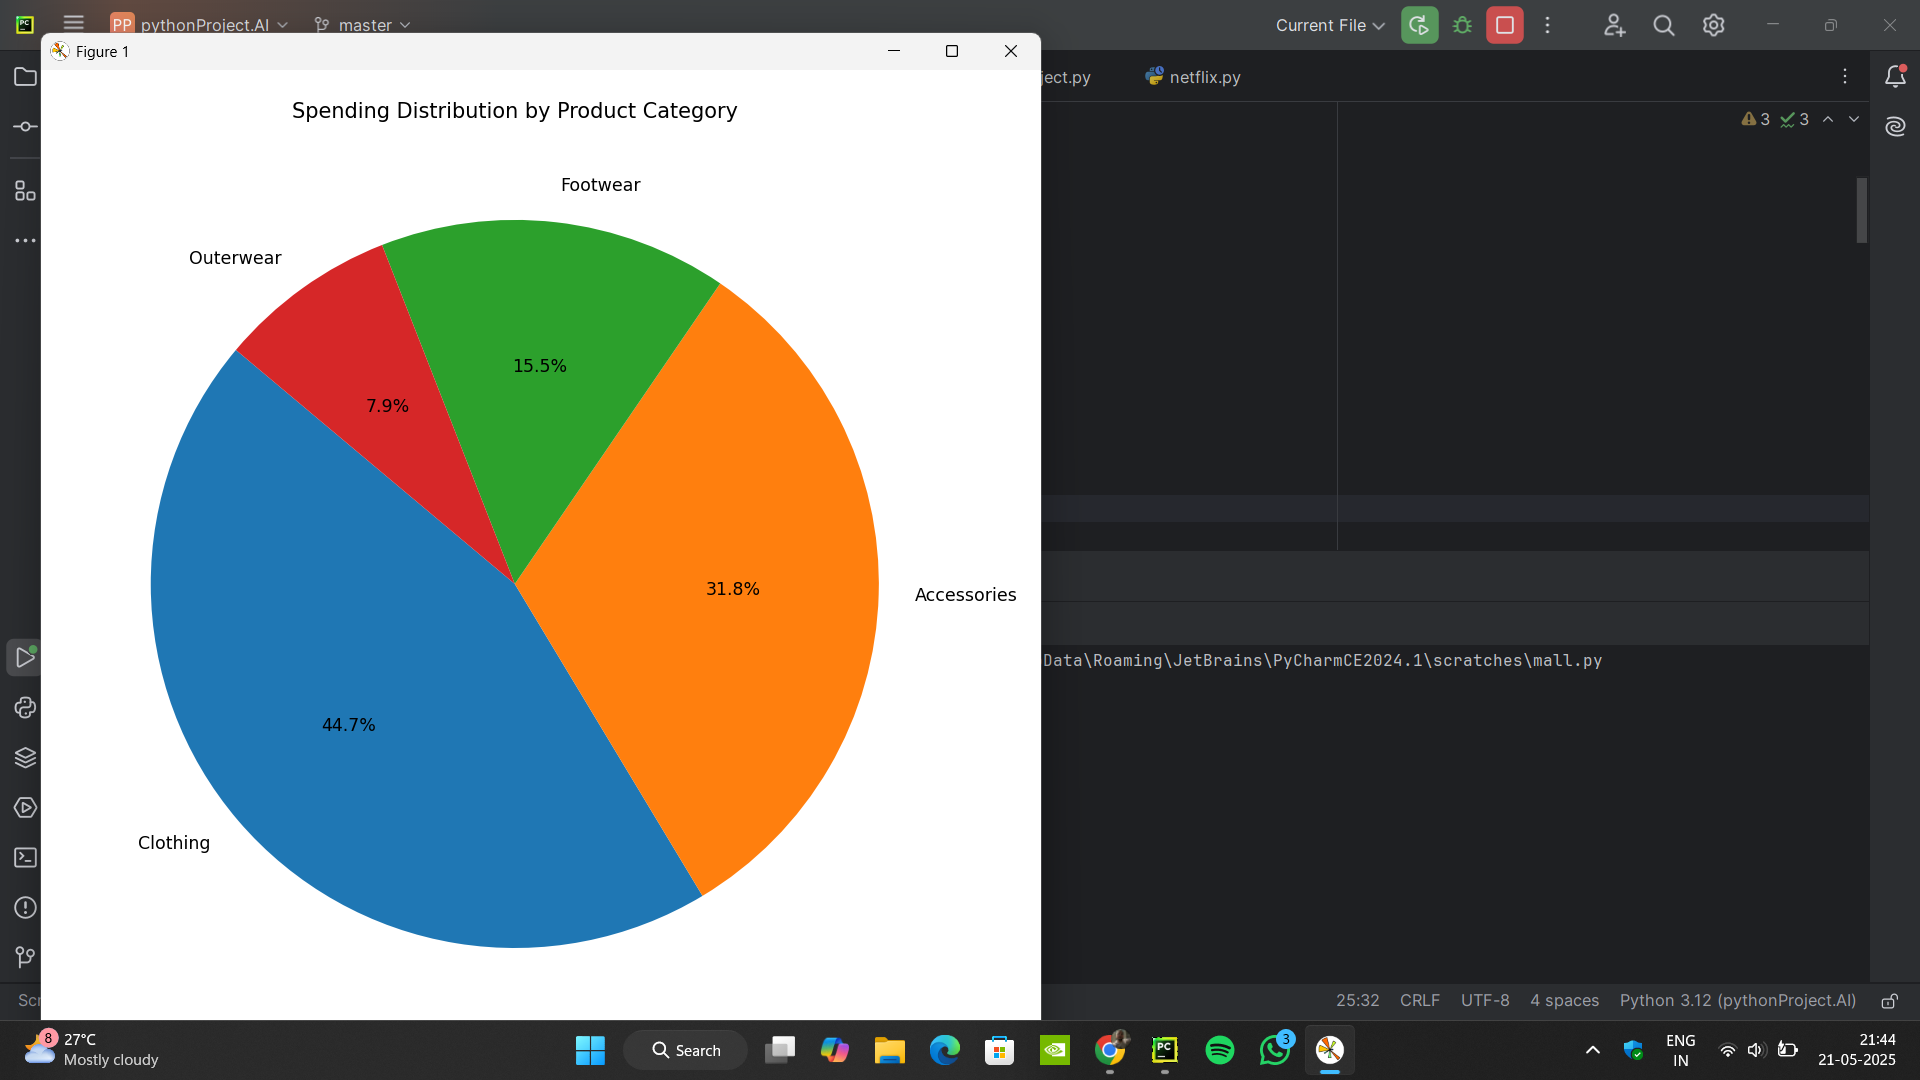 PC
PP pythonProject.AI
master
Current File
Figure 1
ject.py
netflix.py
3
3
Spending Distribution by Product Category
Footwear
Outerwear
15.5%
7.9%
31.8%
Accessories
44.7%
Clothing
Data\Roaming\JetBrains\PyCharmCE2024.1\scratches\mall.py
Scr
25:32 CRLF UTF-8 4 spaces Python 3.12 (pythonProject.AI)
8
27°C
Mostly cloudy
Search
PC
3
ENG
IN
21:44
21-05-2025